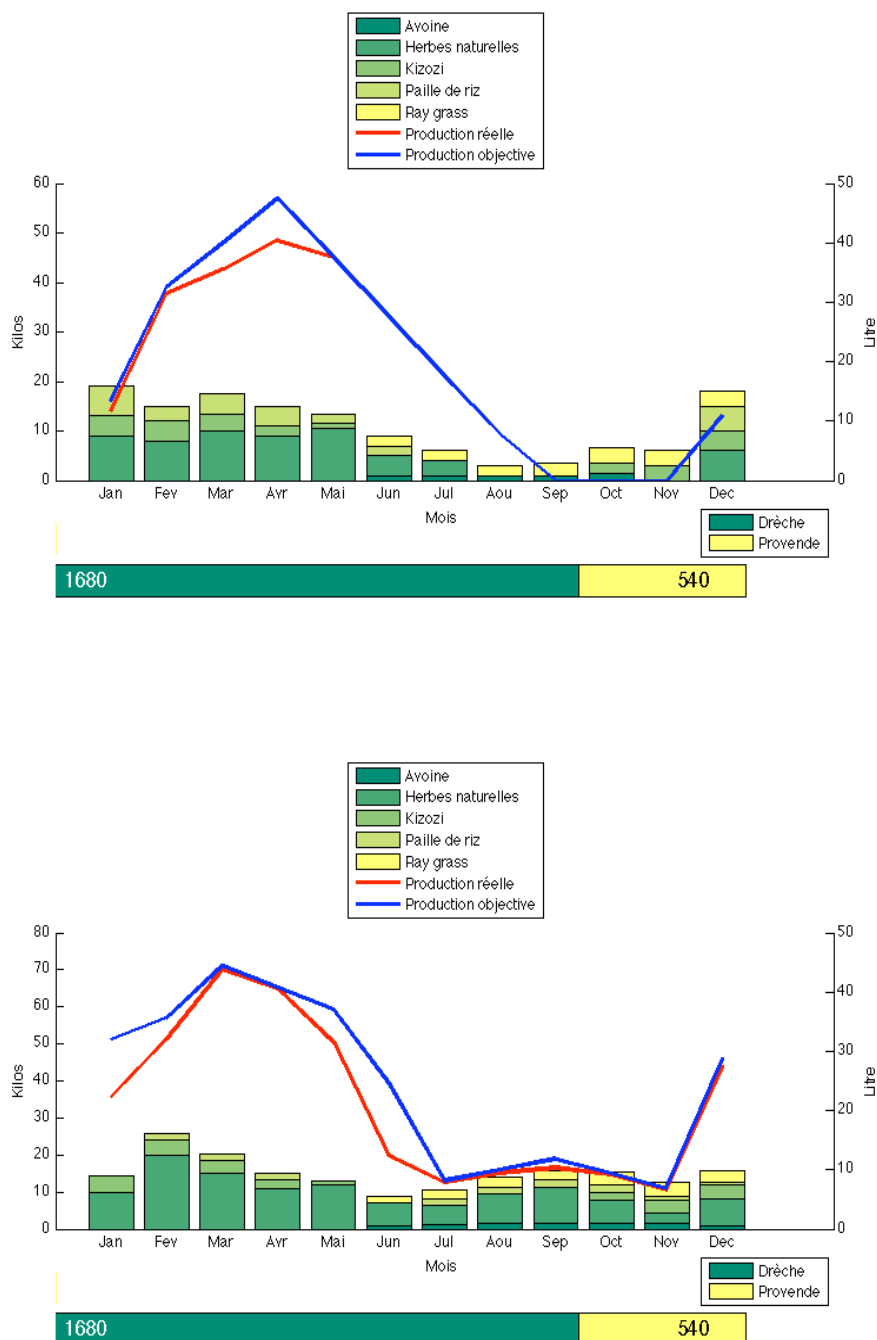 Avoine
Herbes naturelles
Kizozi
Paille de riz
Ray grass
Production réelle
Production objective
60
50
40
30
20
10
0
Kilos
50
40
30
20
10
0
Litre
Jan Fev Mar Avr Mai Jun Jul Aou Sep Oct Nov Dec
Mois
Drèche
Provende
1680 540
Avoine
Herbes naturelles
Kizozi
Paille de riz
Ray grass
Production réelle
Production objective
80
70
60
50
40
30
20
10
0
Kilos
50
40
30
20
10
0
Litre
Jan Fev Mar Avr Mai Jun Jul Aou Sep Oct Nov Dec
Mois
Drèche
Provende
1680 540